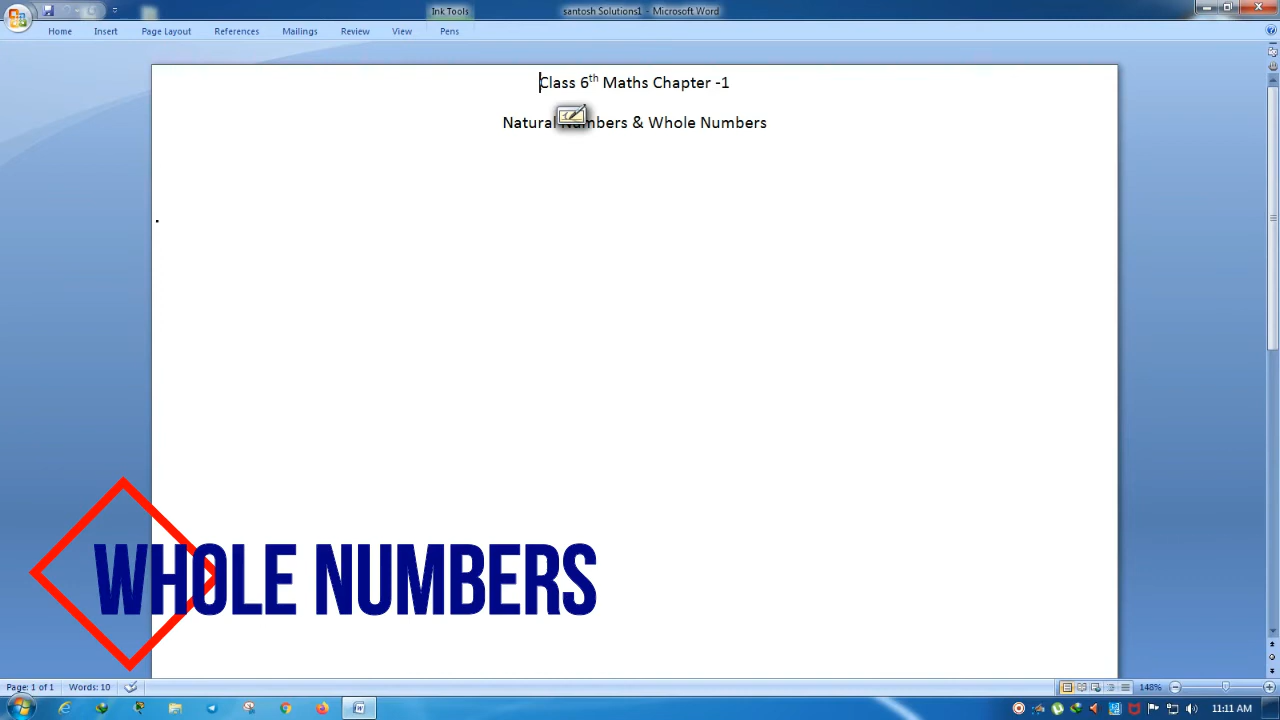 Ink Tools
santosh Solutions1 - Microsoft Word
Home Insert Page Layout References Mailings Review View Pens
Class 6th Maths Chapter -1
Natural Numbers & Whole Numbers
WHOLE NUMBERS
Page: 1 of 1 Words: 10 148%
11:11 AM